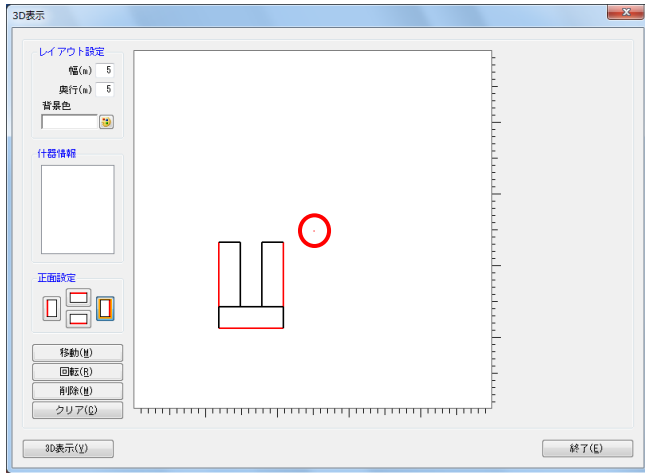 3D表示
レイアウト設定
幅(m) 5
奥行(m) 5
背景色
什器情報
正面設定
移動(M)
回転(R)
削除(M)
クリア(C)
3D表示(V)
終了(E)